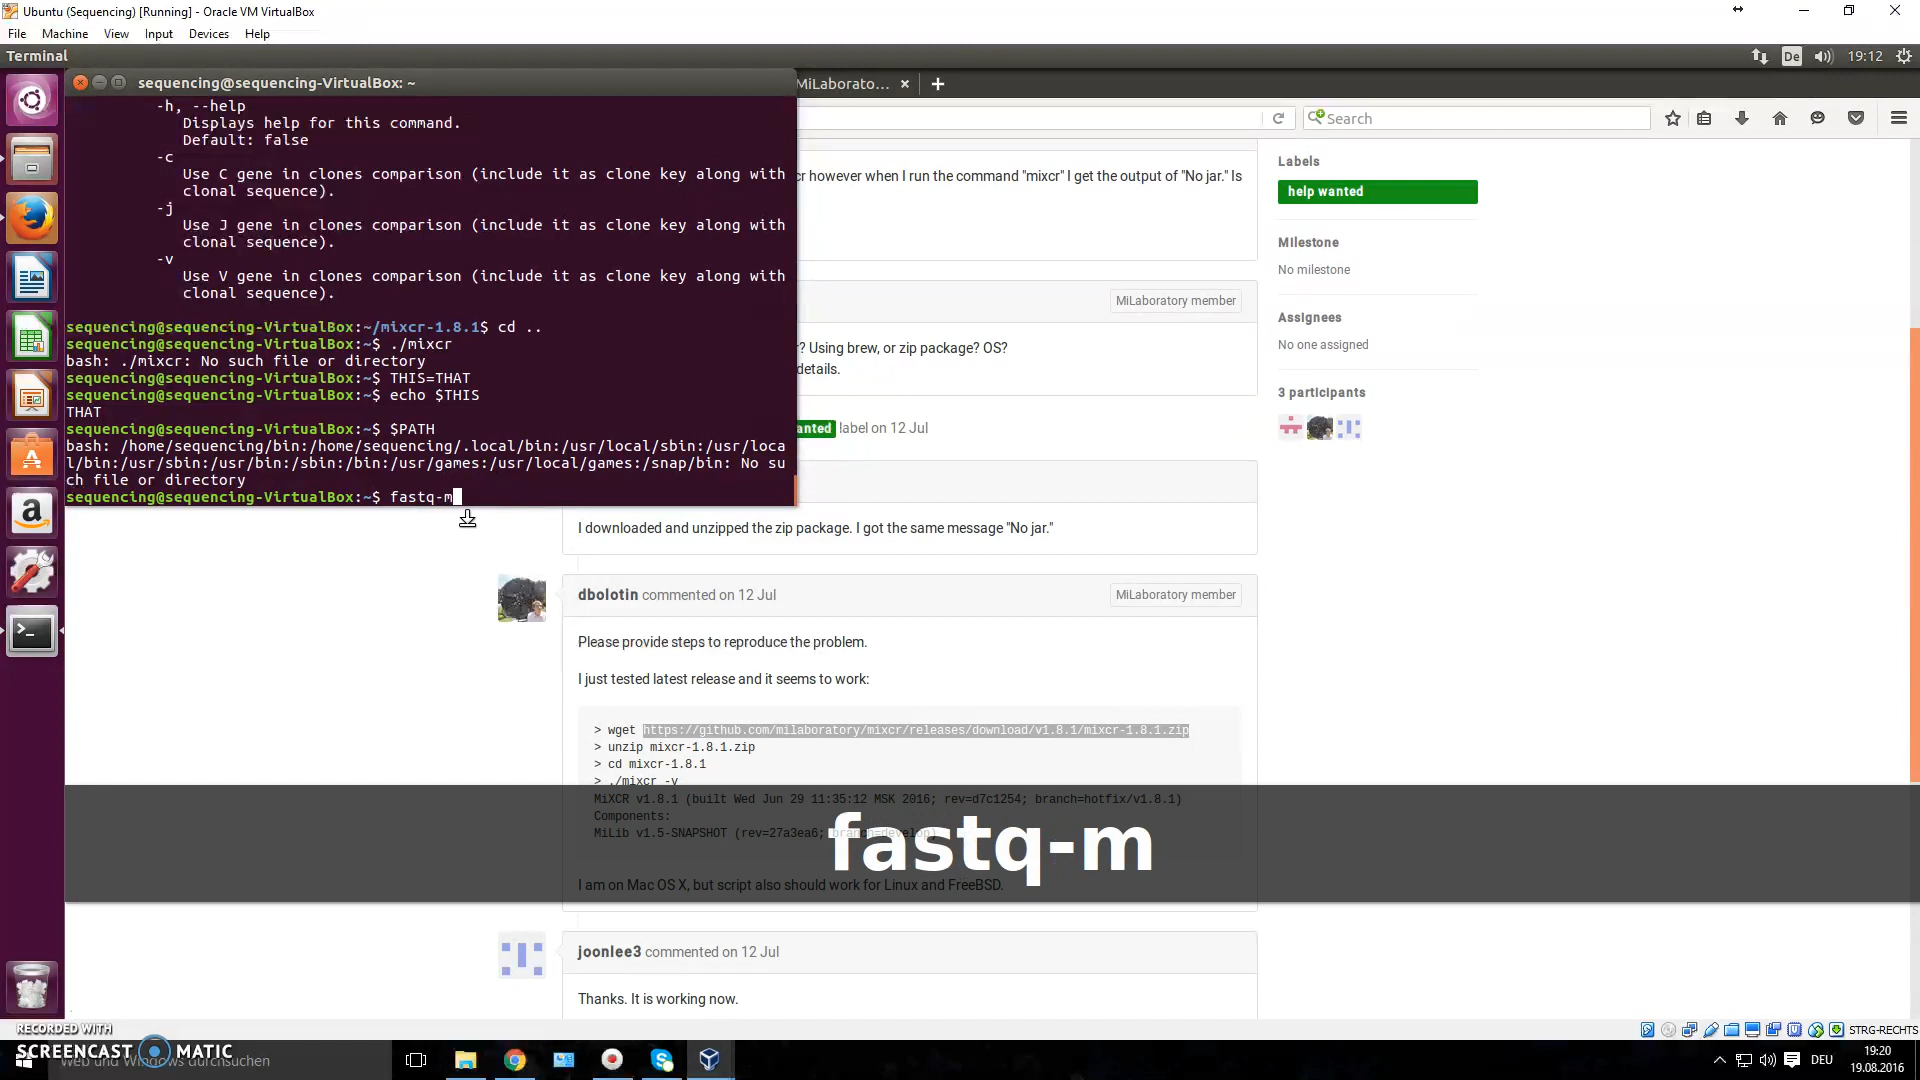 Ubuntu (Sequencing) [Running] - Oracle VM VirtualBox
File Machine View Input Devices Help
Terminal
De
19:12
sequencing@sequencing-VirtualBox: ~
MiLaborato...
Search
-h, --help
Displays help for this command.
Default: false
-c
Use C gene in clones comparison (include it as clone key along with
clonal sequence).
-j
Use J gene in clones comparison (include it as clone key along with
clonal sequence).
-v
Use V gene in clones comparison (include it as clone key along with
clonal sequence).
sequencing@sequencing-VirtualBox:~/mixcr-1.8.1$ cd ..
sequencing@sequencing-VirtualBox:~$ ./mixcr
bash: ./mixcr: No such file or directory
sequencing@sequencing-VirtualBox:~$ THIS=THAT
sequencing@sequencing-VirtualBox:~$ echo $THIS
THAT
sequencing@sequencing-VirtualBox:~$ $PATH
bash: /home/sequencing/bin:/home/sequencing/.local/bin:/usr/local/sbin:/usr/loca
l/bin:/usr/sbin:/usr/bin:/sbin:/bin:/usr/games:/usr/local/games:/snap/bin: No su
ch file or directory
sequencing@sequencing-VirtualBox:~$ fastq-m
cr however when I run the command "mixcr" I get the output of "No jar." Is
MiLaboratory member
r? Using brew, or zip package? OS?
details.
anted label on 12 Jul
I downloaded and unzipped the zip package. I got the same message "No jar."
dbolotin commented on 12 Jul
MiLaboratory member
Please provide steps to reproduce the problem.
I just tested latest release and it seems to work:
> wget https://github.com/milaboratory/mixcr/releases/download/v1.8.1/mixcr-1.8.1.zip
> unzip mixcr-1.8.1.zip
> cd mixcr-1.8.1
> ./mixcr -v
MiXCR v1.8.1 (built Wed Jun 29 11:35:12 MSK 2016; rev=d7c1254; branch=hotfix/v1.8.1)
Components:
MiLib v1.5-SNAPSHOT (rev=27a3ea6; branch=develop)
I am on Mac OS X, but script also should work for Linux and FreeBSD.
fastq-m
joonlee3 commented on 12 Jul
Thanks. It is working now.
Labels
help wanted
Milestone
No milestone
Assignees
No one assigned
3 participants
STRG-RECHTS
RECORDED WITH
SCREENCAST MATIC
Web und Windows durchsuchen
DEU
19:20
19.08.2016